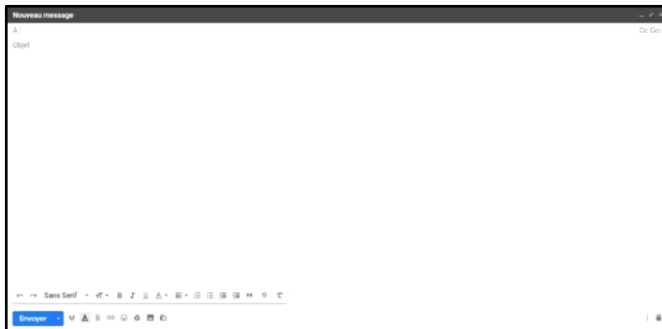 Nouveau message
À
Cc Cci
Objet
Sans Serif
Envoyer